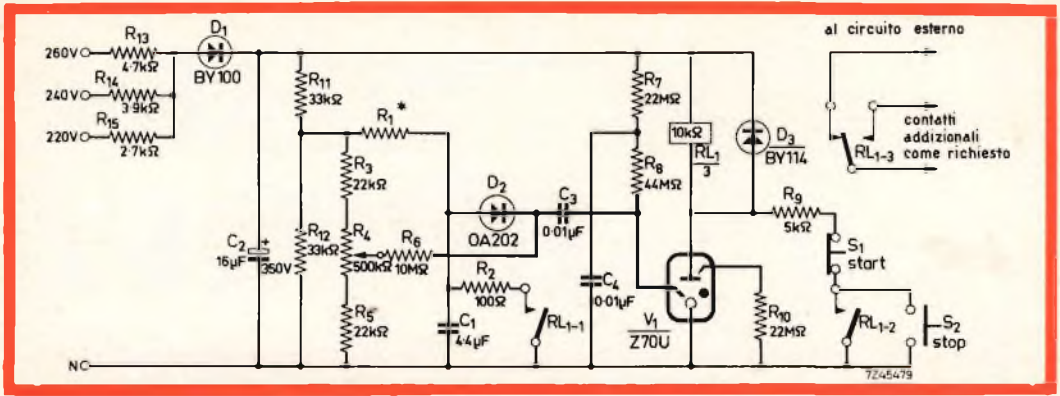 260V
R13
4.7kΩ
D1
BY100
R14
240V
3.9kΩ
R15
220V
2.7kΩ
C2
16μF
+
350V
R11
33kΩ
R12
33kΩ
R1 *
R3
22kΩ
R4
500kΩ
R5
22kΩ
R6
10MΩ
D2
OA202
C3
0·01μF
R2
100Ω
C1
4·4μF
RL1-1
R7
22MΩ
R8
44MΩ
C4
0·01μF
10kΩ
RL1
3
D3
BY114
V1
Z70U
R10
22MΩ
R9
5kΩ
S1
start
RL1-2
S2
stop
al circuito esterno
contatti
addizionali
come richiesto
RL1-3
N
7Z45479